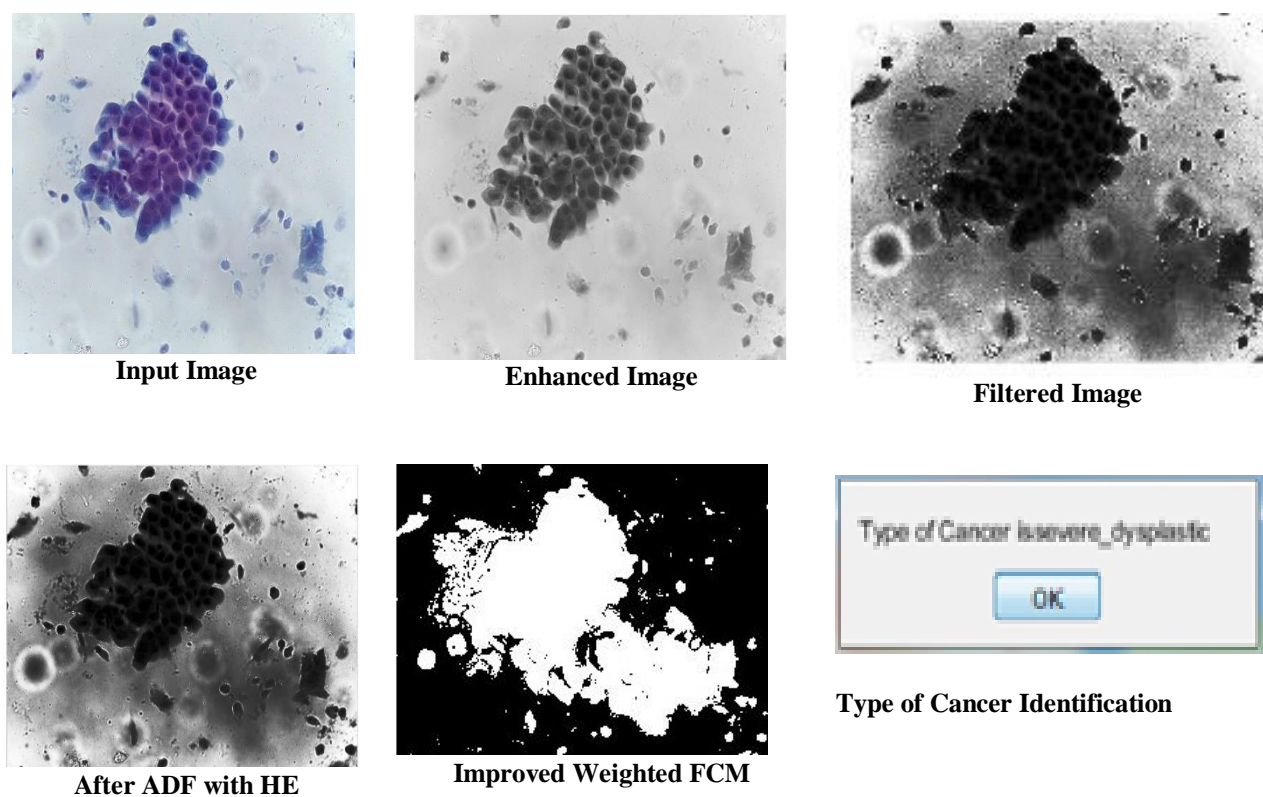 Input Image
Enhanced Image
Filtered Image
Type of Cancer issevere_dysplastic
OK
After ADF with HE
Improved Weighted FCM
Type of Cancer Identification